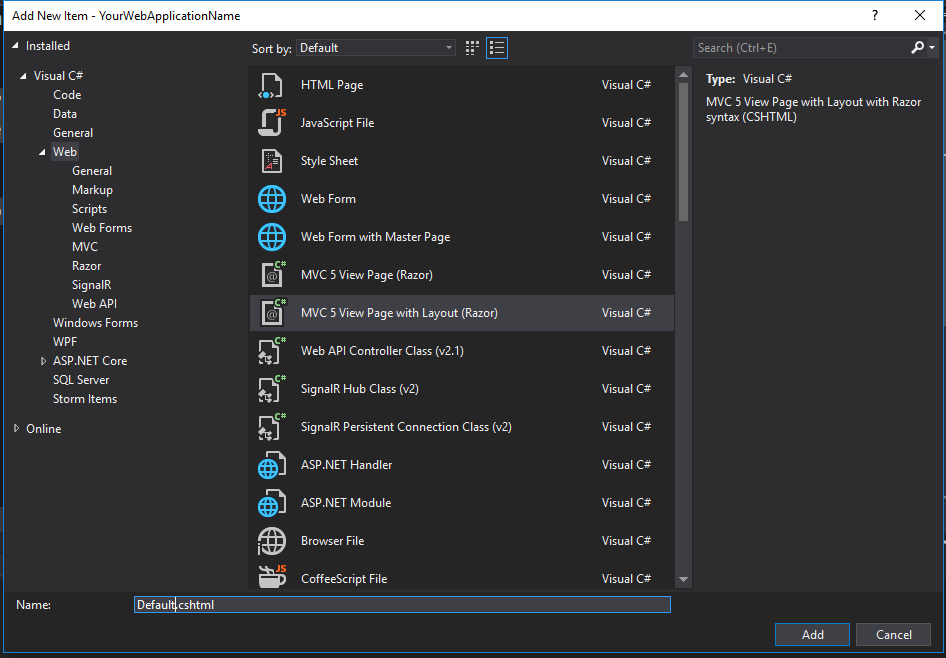 Add New Item - YourWebApplicationName
?
Installed
Visual C#
Code
Data
General
Web
General
Markup
Scripts
Web Forms
MVC
Razor
SignalR
Web API
Windows Forms
WPF
ASP.NET Core
SQL Server
Storm Items
Online
Sort by: Default
HTML Page Visual C#
JS
JavaScript File Visual C#
Style Sheet Visual C#
Web Form Visual C#
Web Form with Master Page Visual C#
C#
@
MVC 5 View Page (Razor) Visual C#
C#
@
MVC 5 View Page with Layout (Razor) Visual C#
C#
Web API Controller Class (v2.1) Visual C#
C#
SignalR Hub Class (v2) Visual C#
C#
SignalR Persistent Connection Class (v2) Visual C#
ASP.NET Handler Visual C#
ASP.NET Module Visual C#
Browser File Visual C#
JS
CoffeeScript File Visual C#
Search (Ctrl+E)
Type: Visual C#
MVC 5 View Page with Layout with Razor
syntax (CSHTML)
Name: Default.cshtml
Add Cancel